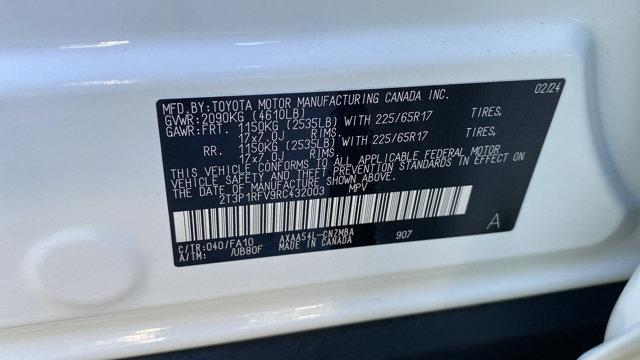 MFD.BY: TOYOTA MOTOR MANUFACTURING CANADA INC. 02/24
GVWR: 2090KG (4610LB)
GAWR: FRT. 1150KG (2535LB) WITH 225/65R17 TIRES,
17x7.0J RIMS.
RR. 1150KG (2535LB) WITH 225/65R17 TIRES,
17x7.0J RIMS.
THIS VEHICLE CONFORMS TO ALL APPLICABLE FEDERAL MOTOR
VEHICLE SAFETY AND THEFT PREVENTION STANDARDS IN EFFECT ON
THE DATE OF MANUFACTURE SHOWN ABOVE.
2T3P1RFV9RC432003 MPV
A
C/TR: 040/FA10 AXAA54L-CNZMBA 907
A/TM: /UB80F MADE IN CANADA